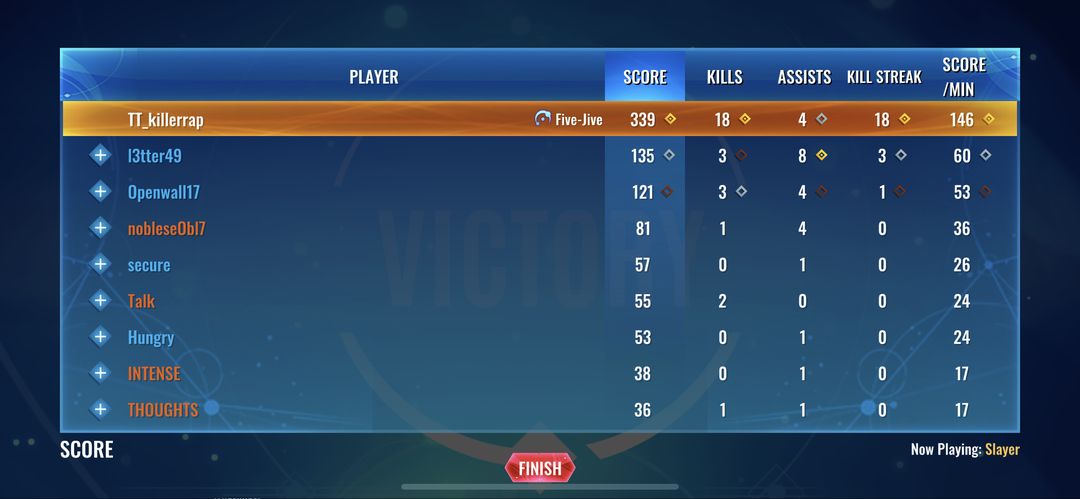 PLAYER SCORE KILLS ASSISTS KILL STREAK SCORE
/MIN
TT_killerrap Five-Jive 339 18 4 18 146
l3tter49 135 3 8 3 60
Openwall17 121 3 4 1 53
nobleseObl7 81 1 4 0 36
secure 57 0 1 0 26
Talk 55 2 0 0 24
Hungry 53 0 1 0 24
INTENSE 38 0 1 0 17
THOUGHTS 36 1 1 0 17
VICTORY
SCORE
Now Playing: Slayer
FINISH